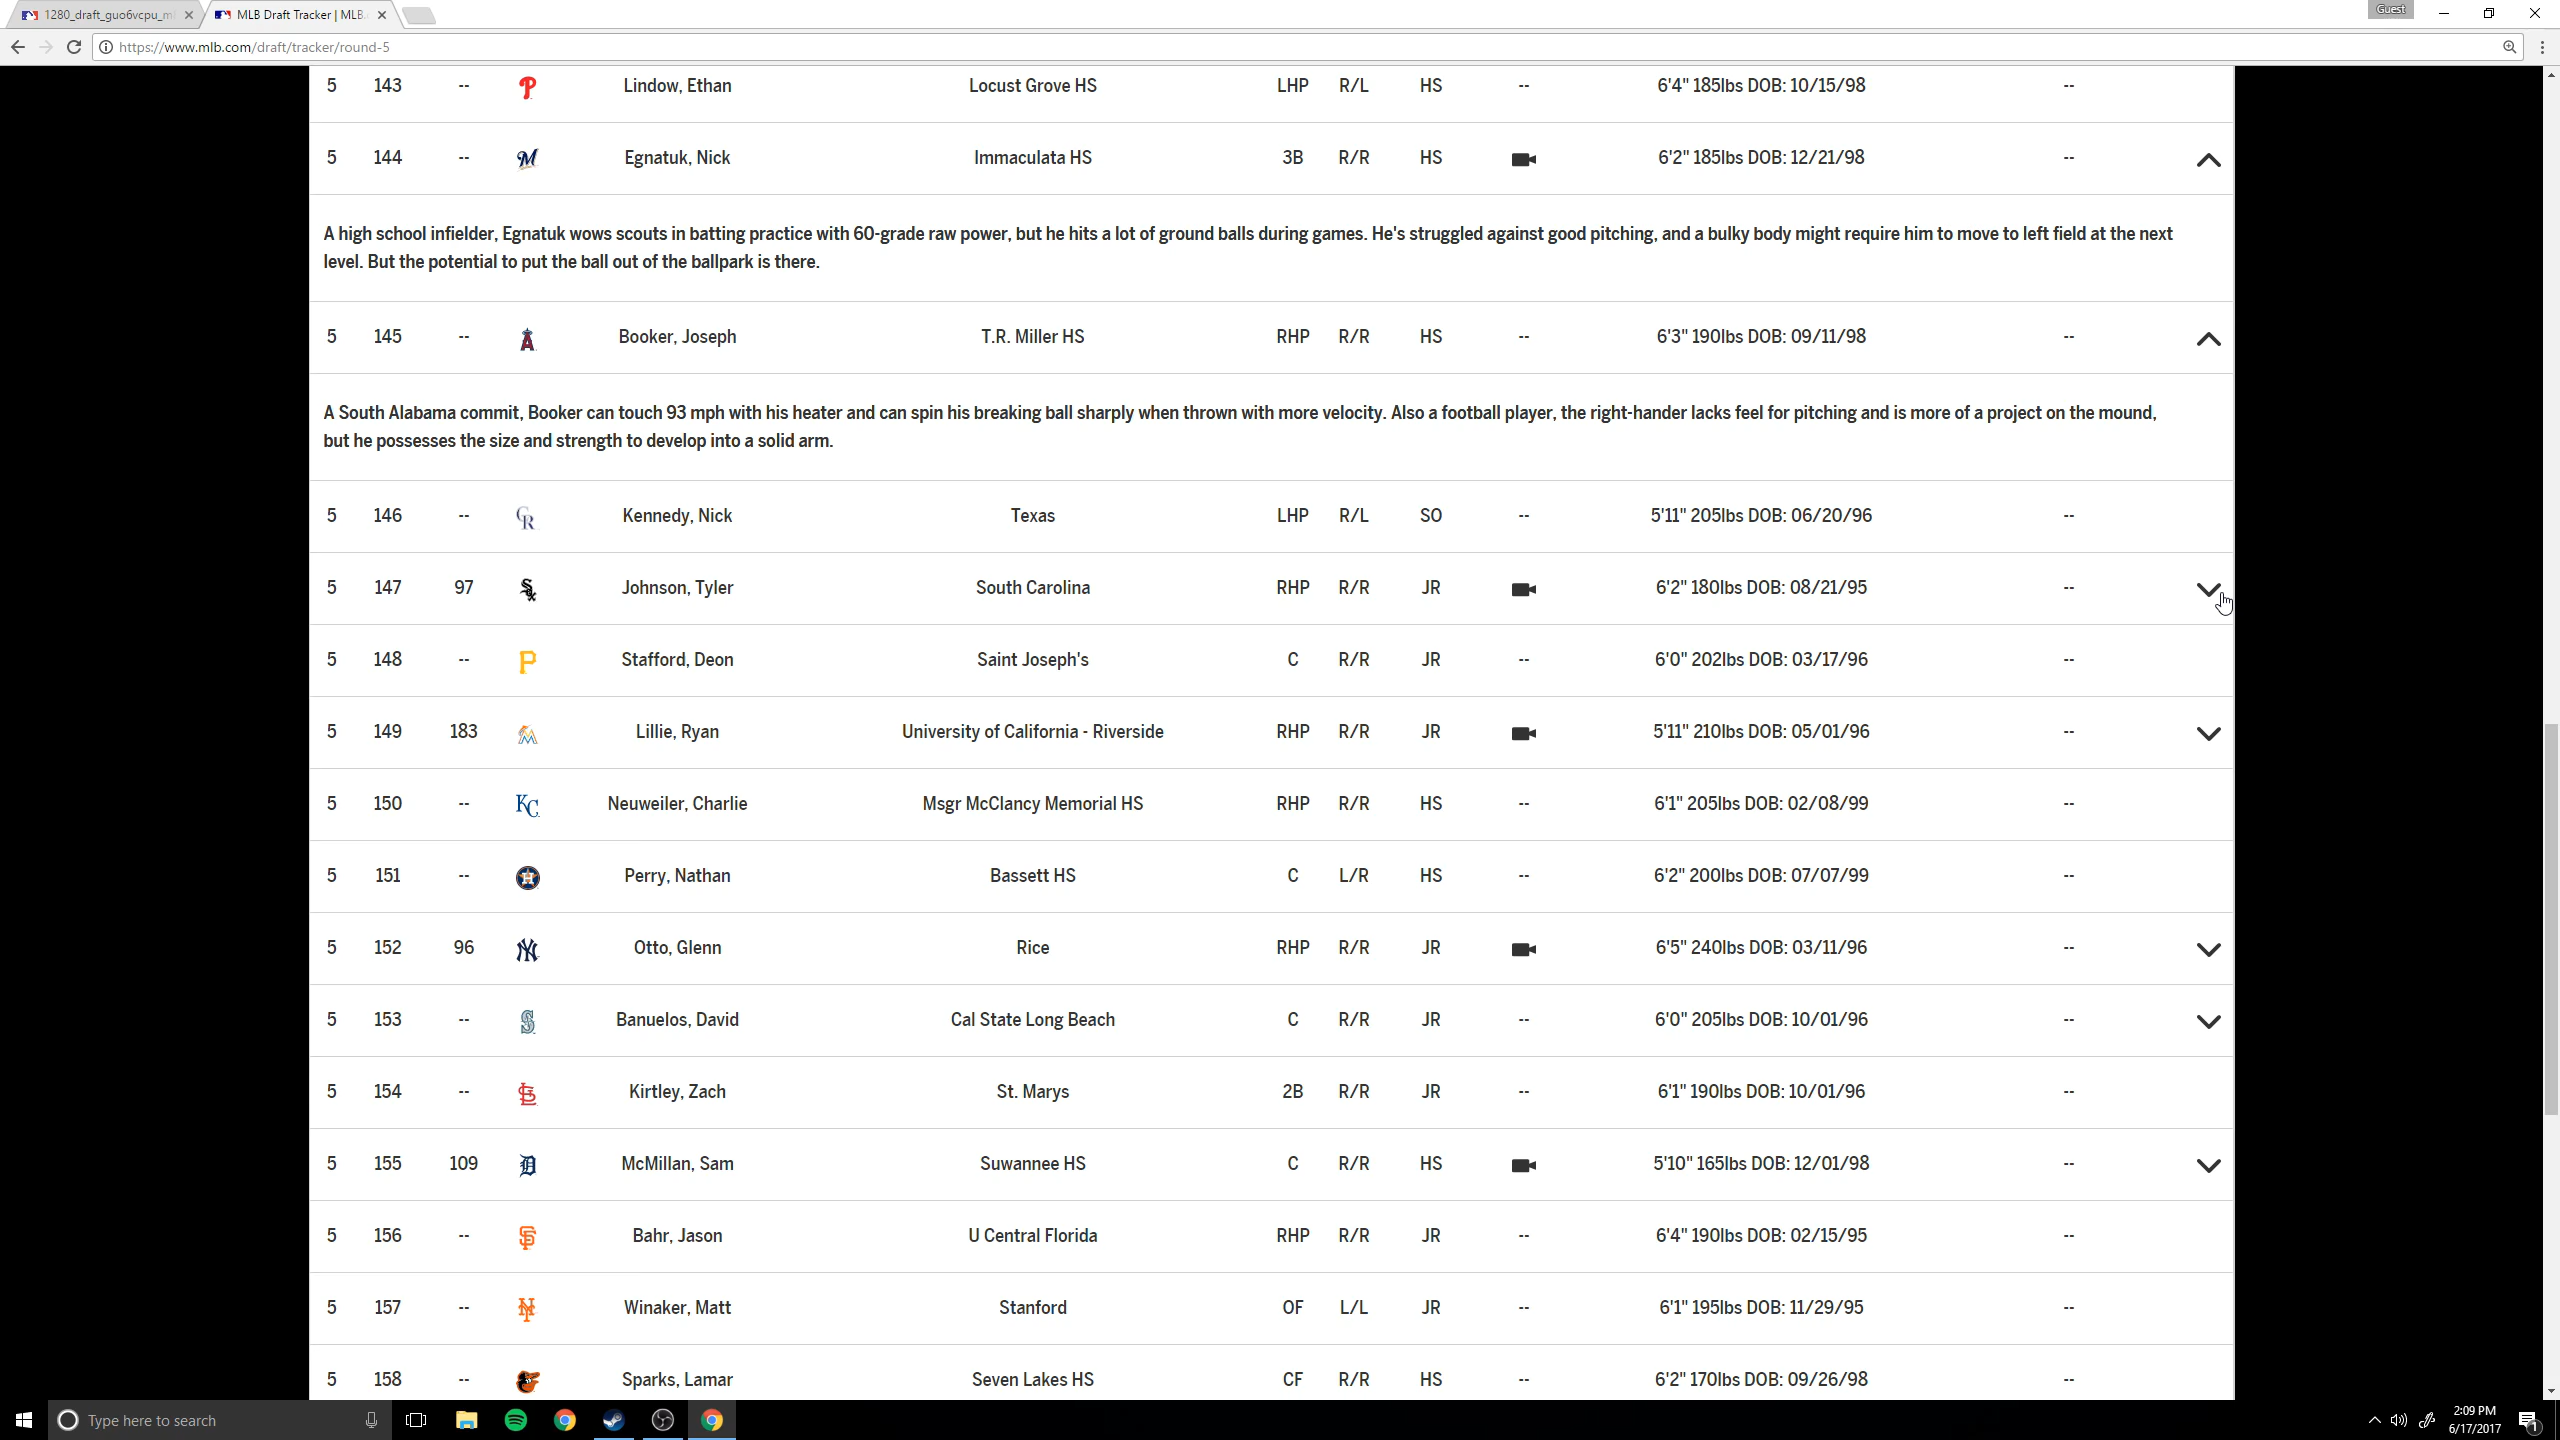 1280_draft_guo6vcpu_m
MLB Draft Tracker | MLB.
Guest
https://www.mlb.com/draft/tracker/round-5
5 143 -- Lindow, Ethan Locust Grove HS LHP R/L HS -- 6'4" 185lbs DOB: 10/15/98 --
5 144 -- Egnatuk, Nick Immaculata HS 3B R/R HS 6'2" 185lbs DOB: 12/21/98 --
A high school infielder, Egnatuk wows scouts in batting practice with 60-grade raw power, but he hits a lot of ground balls during games. He's struggled against good pitching, and a bulky body might require him to move to left field at the next
level. But the potential to put the ball out of the ballpark is there.
5 145 -- Booker, Joseph T.R. Miller HS RHP R/R HS -- 6'3" 190lbs DOB: 09/11/98 --
A South Alabama commit, Booker can touch 93 mph with his heater and can spin his breaking ball sharply when thrown with more velocity. Also a football player, the right-hander lacks feel for pitching and is more of a project on the mound,
but he possesses the size and strength to develop into a solid arm.
5 146 -- Kennedy, Nick Texas LHP R/L SO -- 5'11" 205lbs DOB: 06/20/96 --
5 147 97 Johnson, Tyler South Carolina RHP R/R JR 6'2" 180lbs DOB: 08/21/95 --
5 148 -- Stafford, Deon Saint Joseph's C R/R JR -- 6'0" 202lbs DOB: 03/17/96 --
5 149 183 Lillie, Ryan University of California - Riverside RHP R/R JR 5'11" 210lbs DOB: 05/01/96 --
5 150 -- Neuweiler, Charlie Msgr McClancy Memorial HS RHP R/R HS -- 6'1" 205lbs DOB: 02/08/99 --
5 151 -- Perry, Nathan Bassett HS C L/R HS -- 6'2" 200lbs DOB: 07/07/99 --
5 152 96 Otto, Glenn Rice RHP R/R JR 6'5" 240lbs DOB: 03/11/96 --
5 153 -- Banuelos, David Cal State Long Beach C R/R JR -- 6'0" 205lbs DOB: 10/01/96 --
5 154 -- Kirtley, Zach St. Marys 2B R/R JR -- 6'1" 190lbs DOB: 10/01/96 --
5 155 109 McMillan, Sam Suwannee HS C R/R HS 5'10" 165lbs DOB: 12/01/98 --
5 156 -- Bahr, Jason U Central Florida RHP R/R JR -- 6'4" 190lbs DOB: 02/15/95 --
5 157 -- Winaker, Matt Stanford OF L/L JR -- 6'1" 195lbs DOB: 11/29/95 --
5 158 -- Sparks, Lamar Seven Lakes HS CF R/R HS -- 6'2" 170lbs DOB: 09/26/98 --
Type here to search
2:09 PM
6/17/2017
1